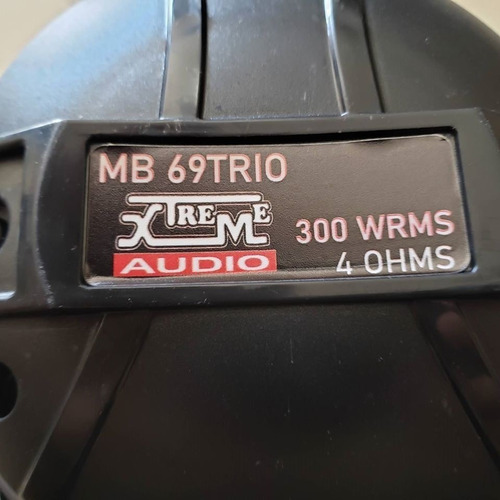 MB 69TRIO
XTREME
AUDIO
300 WRMS
4 OHMS